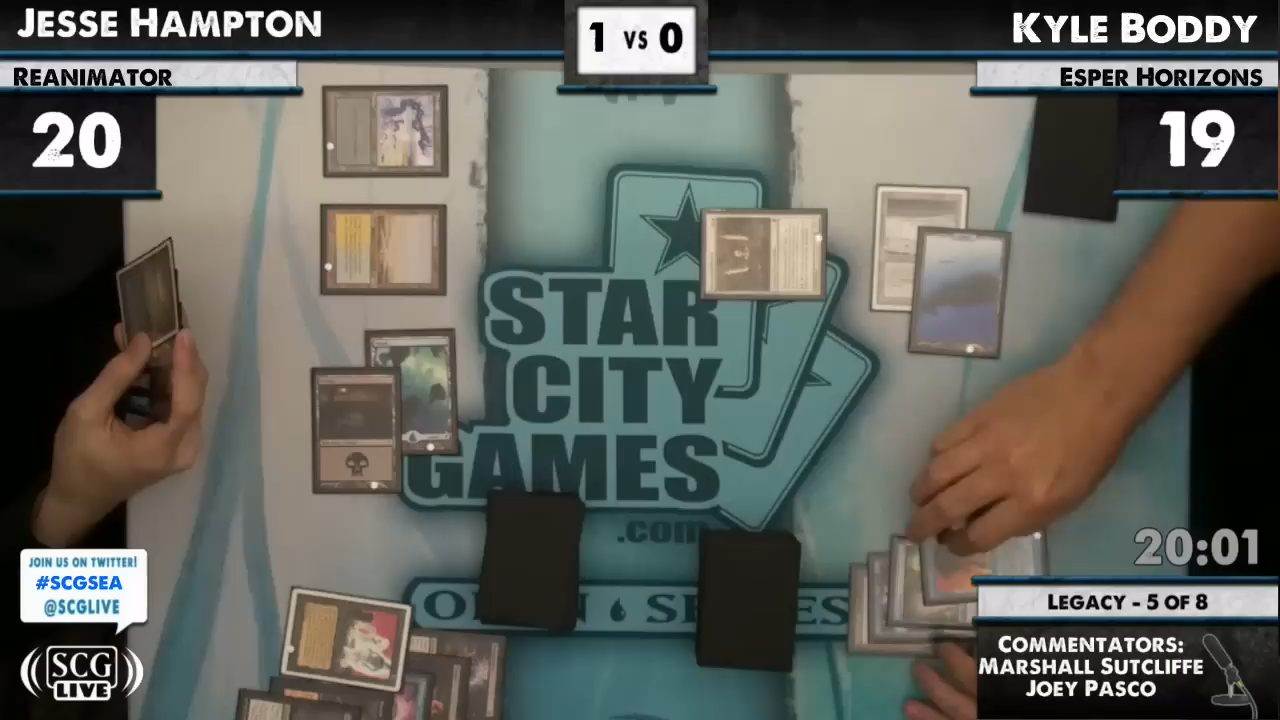 JESSE HAMPTON
1 VS 0
KYLE BODDY
REANIMATOR
ESPER HORIZONS
20
19
STAR
CITY
GAMES
.com
20:01
JOIN US ON TWITTER!
#SCGSEA
@SCGLIVE
LEGACY - 5 OF 8
SCG
LIVE
COMMENTATORS:
MARSHALL SUTCLIFFE
JOEY PASCO